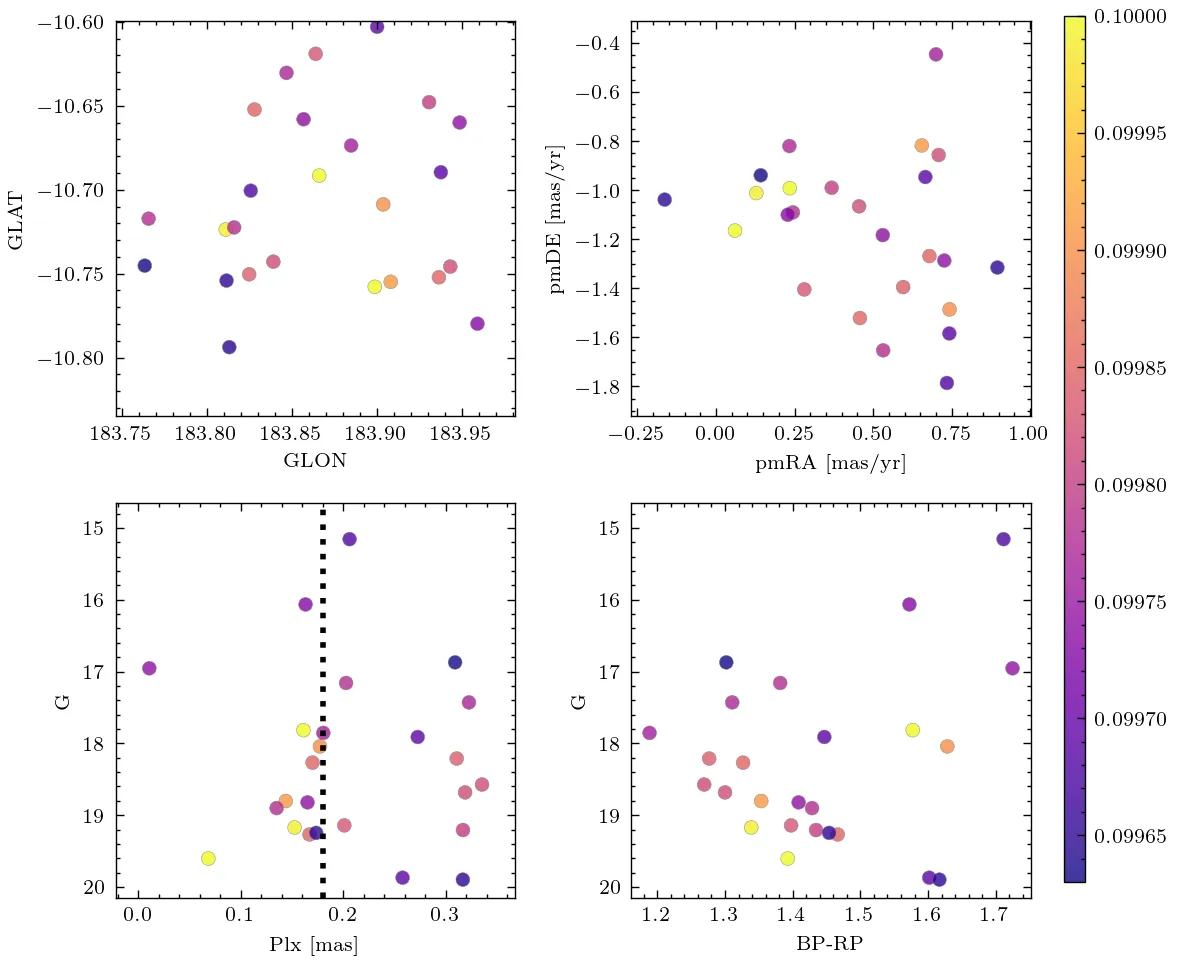 −10.60
−10.65
−10.70
−10.75
−10.80
GLAT
183.75 183.80 183.85 183.90 183.95
GLON
−0.4
−0.6
−0.8
−1.0
−1.2
−1.4
−1.6
−1.8
pmDE [mas/yr]
−0.25 0.00 0.25 0.50 0.75 1.00
pmRA [mas/yr]
15
16
17
18
19
20
G
0.0 0.1 0.2 0.3
Plx [mas]
15
16
17
18
19
20
G
1.2 1.3 1.4 1.5 1.6 1.7
BP-RP
0.10000
0.09995
0.09990
0.09985
0.09980
0.09975
0.09970
0.09965